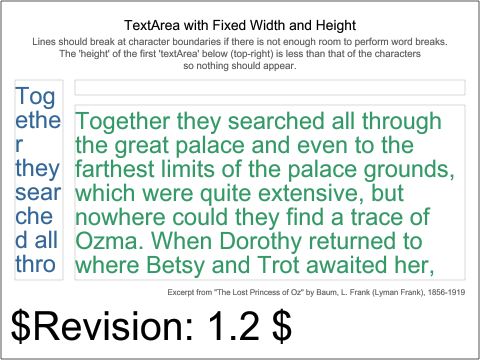 TextArea with Fixed Width and Height
Lines should break at character boundaries if there is not enough room to perform word breaks.
The 'height' of the first 'textArea' below (top-right) is less than that of the characters
so nothing should appear.
Tog
ethe
r
they
sear
che
d all
thro
Together they searched all through
the great palace and even to the
farthest limits of the palace grounds,
which were quite extensive, but
nowhere could they find a trace of
Ozma. When Dorothy returned to
where Betsy and Trot awaited her,
Excerpt from "The Lost Princess of Oz" by Baum, L. Frank (Lyman Frank), 1856-1919
$Revision: 1.2 $